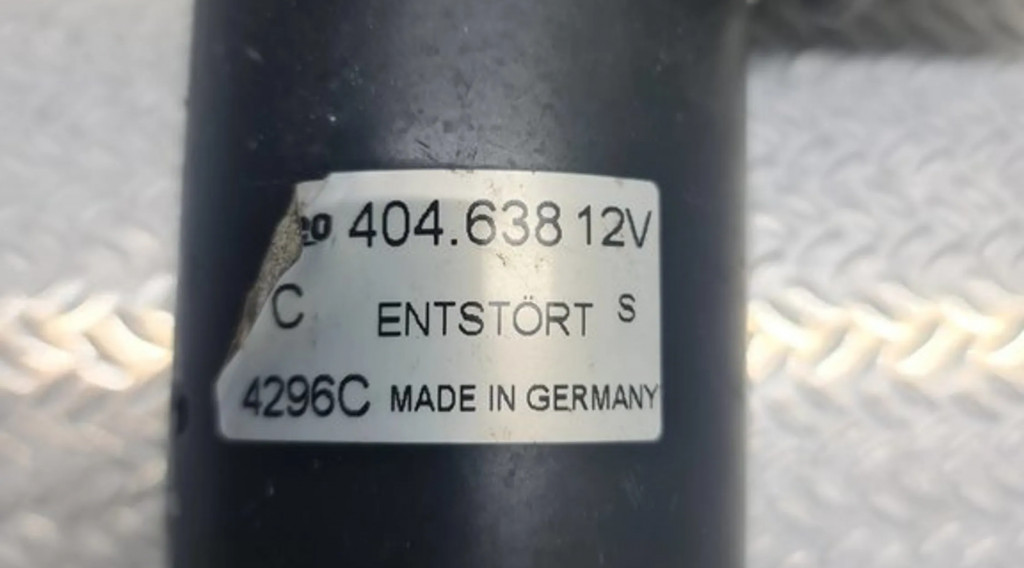 404.638 12V
C ENTSTÖRT S
4296C MADE IN GERMANY